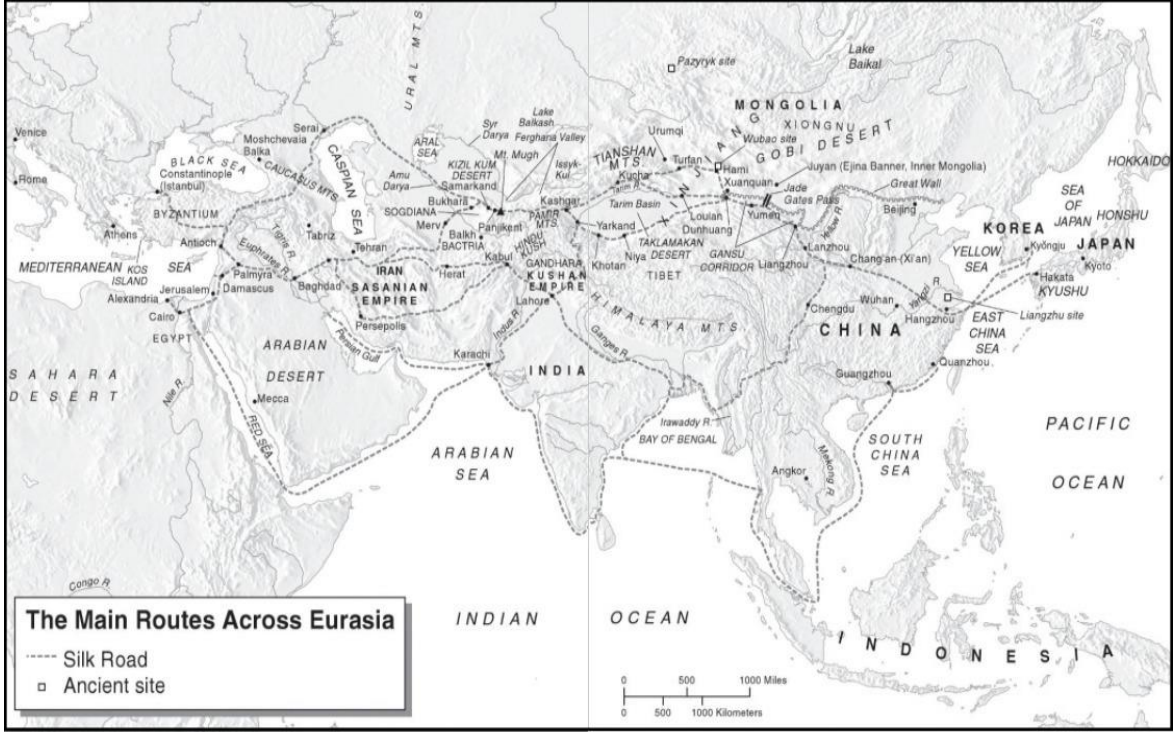 URAL MTS
Lake
Baikal
Pazyryk site
MONGOLIA
XIONGNU
GOBI DESERT
Wubao site
XINJIANG
Venice
Rome
Moshchevaia
Balka
Serai
BLACK SEA
Constantinople
(Istanbul)
CAUCASUS MTS.
CASPIAN SEA
ARAL
SEA
Syr
Darya
Lake
Balkash
Ferghana Valley
Mt. Mugh
Issyk-
Kul
KIZIL KUM
DESERT
Samarkand
Amu
Darya
Bukhara
SOGDIANA
Panjikent
Merv
Balkh
BACTRIA
HINDU
KUSH
PAMIR
MTS.
Kashgar
TIANSHAN
MTS.
Urumqi
Turfan
Hami
Kucha
Tarim R.
Tarim Basin
Xuanquan
Juyan (Ejina Banner, Inner Mongolia)
Jade
Gates Pass
Great Wall
Beijing
HOKKAIDO
SEA
OF
JAPAN
HONSHU
KOREA
JAPAN
Kyŏngju
Kyoto
YELLOW
SEA
Hakata
KYUSHU
BYZANTIUM
Athens
Antioch
Tigris R.
Euphrates R.
Tabriz
Tehran
MEDITERRANEAN
SEA
KOS
ISLAND
Palmyra
Damascus
Jerusalem
Alexandria
Cairo
EGYPT
Baghdad
IRAN
SASANIAN
EMPIRE
Herat
Kabul
GANDHARA
KUSHAN
EMPIRE
Lahore
Persepolis
Persian Gulf
Indus R.
Karachi
Yarkand
Khotan
Niya
TAKLAMAKAN
DESERT
TIBET
Loulan
Dunhuang
Yumen
GANSU
CORRIDOR
Liangzhou
Yellow R.
Lanzhou
Chang'an (Xi'an)
HIMALAYA MTS.
Ganges R.
Chengdu
Wuhan
Yangzi R.
Hangzhou
Liangzhu site
EAST
CHINA
SEA
CHINA
Quanzhou
Guangzhou
SAHARA
DESERT
Nile R.
ARABIAN
DESERT
Mecca
RED SEA
ARABIAN
SEA
INDIA
Irawaddy R.
BAY OF BENGAL
Angkor
Mekong R.
SOUTH
CHINA
SEA
PACIFIC
OCEAN
Congo R.
INDIAN
OCEAN
INDONESIA
The Main Routes Across Eurasia
Silk Road
Ancient site
0 500 1000 Miles
0 500 1000 Kilometers